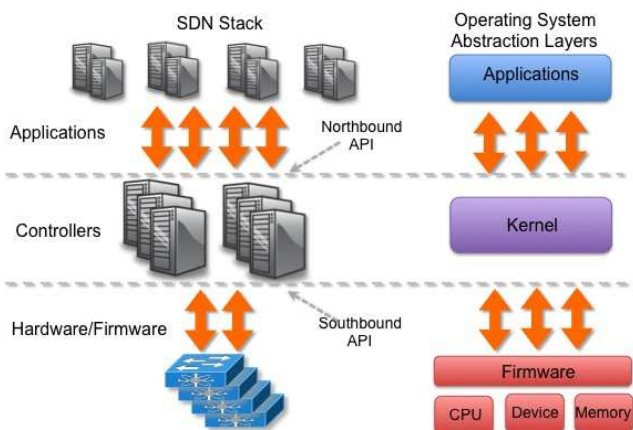 SDN Stack
Operating System
Abstraction Layers
Applications
Applications
Northbound
API
Controllers
Kernel
Hardware/Firmware
Southbound
API
Firmware
CPU
Device
Memory